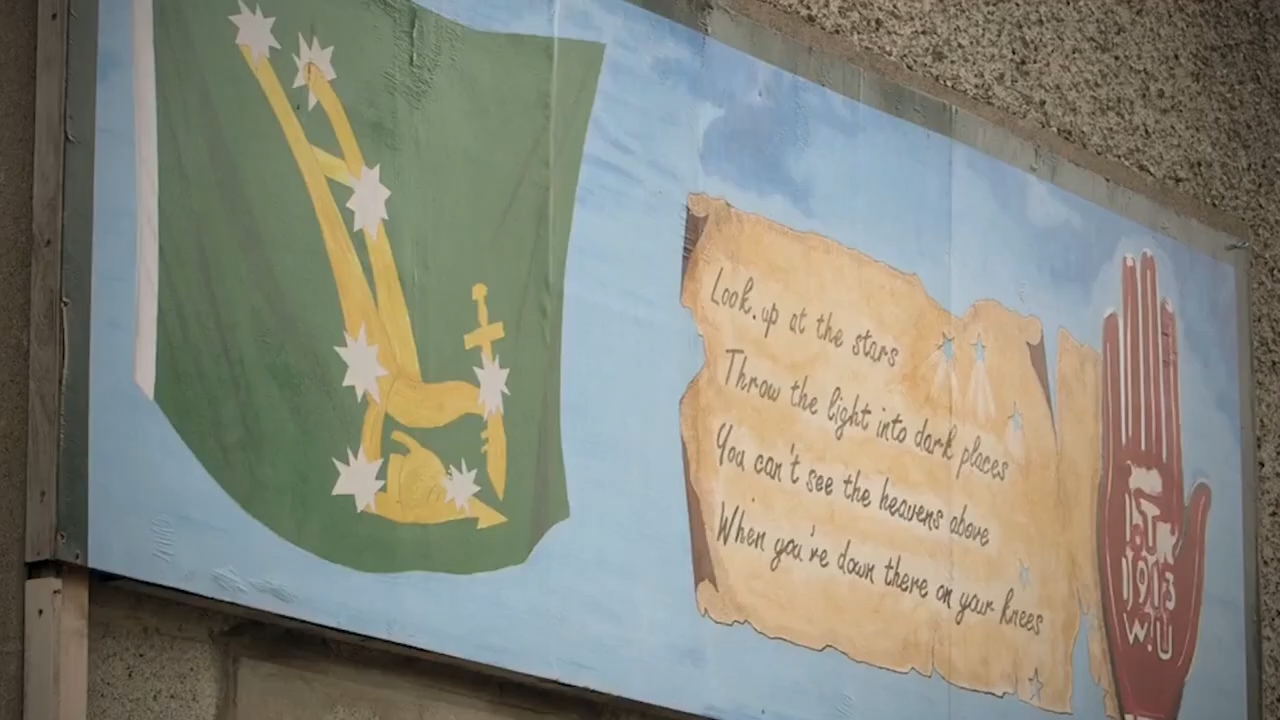 Look up at the stars
Throw the light into dark places
You can't see the heavens above
When you're down there on your knees
1913